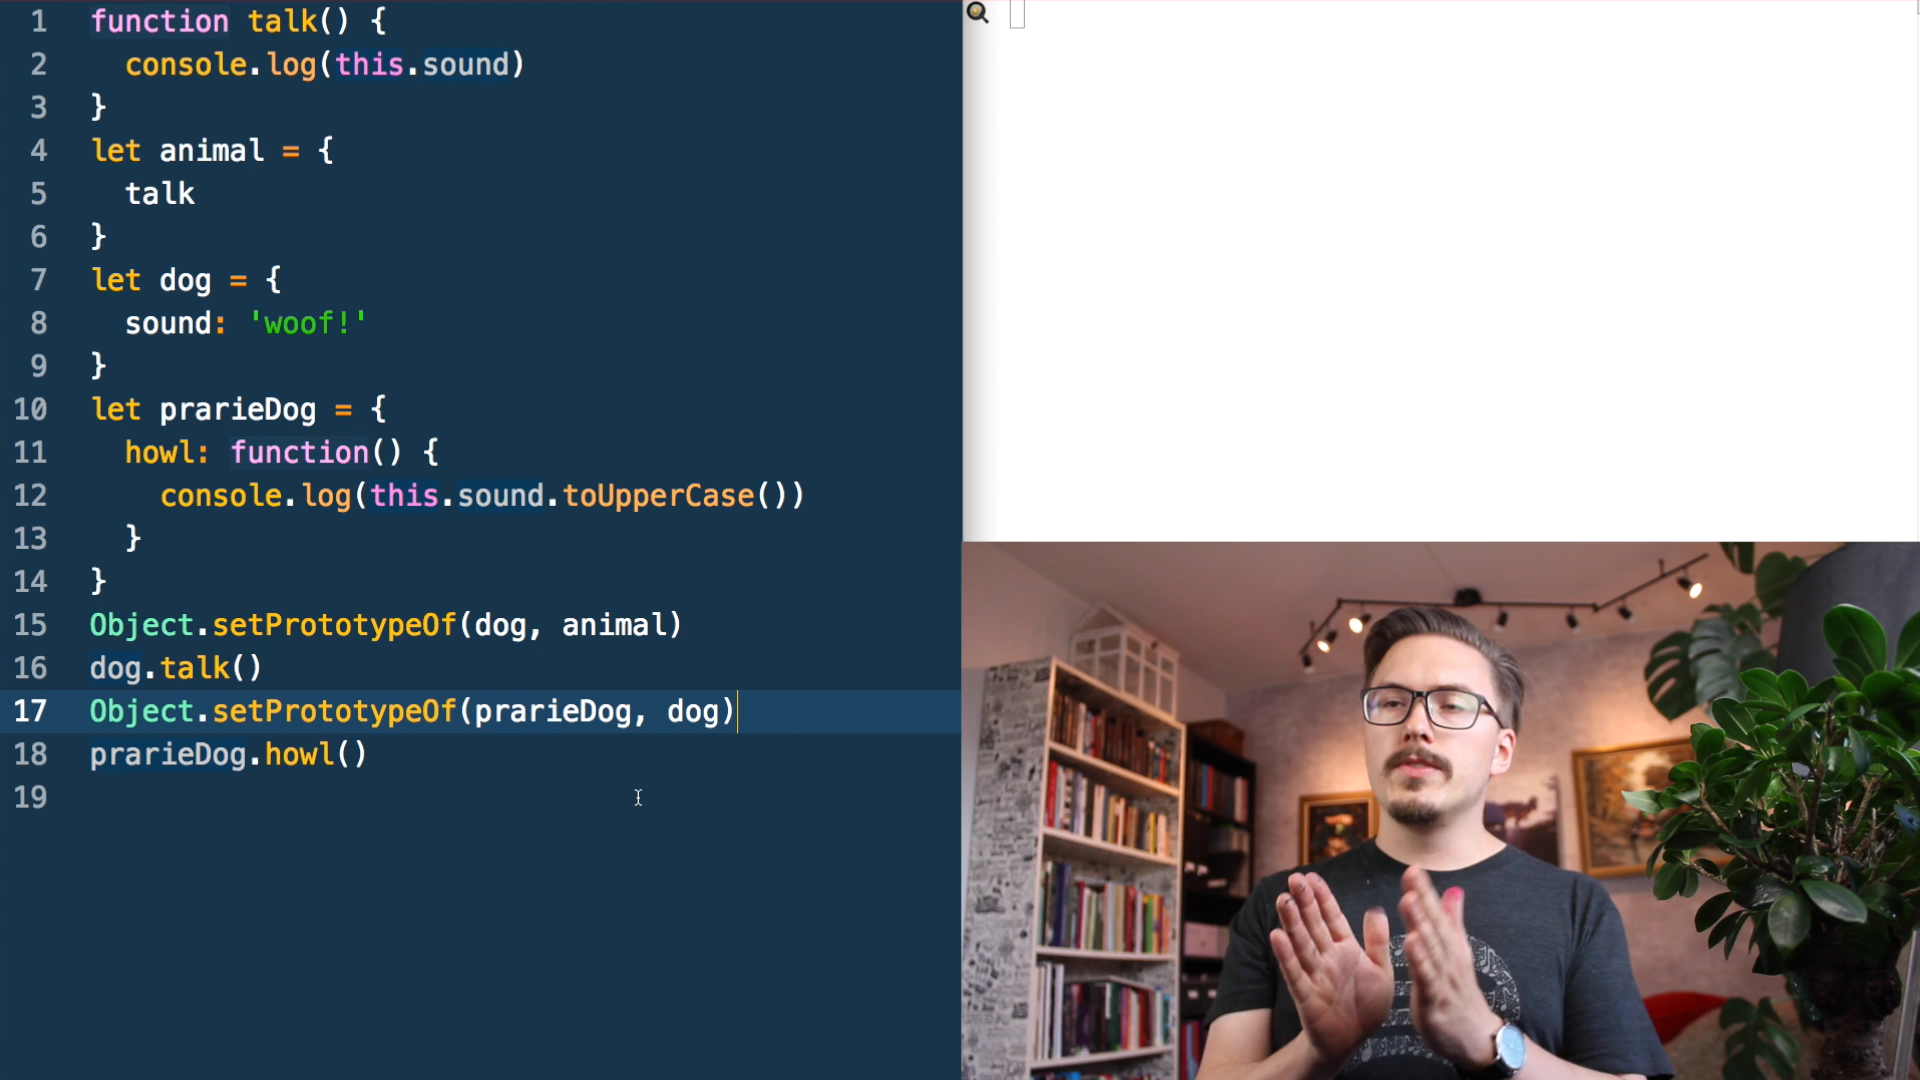 1 function talk() {
2 console.log(this.sound)
3 }
4 let animal = {
5 talk
6 }
7 let dog = {
8 sound: 'woof!'
9 }
10 let prarieDog = {
11 howl: function() {
12 console.log(this.sound.toUpperCase())
13 }
14 }
15 Object.setPrototypeOf(dog, animal)
16 dog.talk()
17 Object.setPrototypeOf(prarieDog, dog)
18 prarieDog.howl()
19